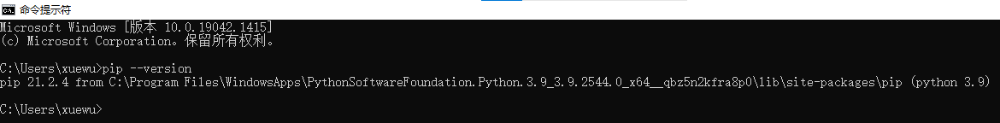 命令提示符
Microsoft Windows [版本 10.0.19042.1415]
(c) Microsoft Corporation。保留所有权利。
C:\Users\xuewu>pip --version
pip 21.2.4 from C:\Program Files\WindowsApps\PythonSoftwareFoundation.Python.3.9_3.9.2544.0_x64__qbz5n2kfra8p0\lib\site-packages\pip (python 3.9)
C:\Users\xuewu>